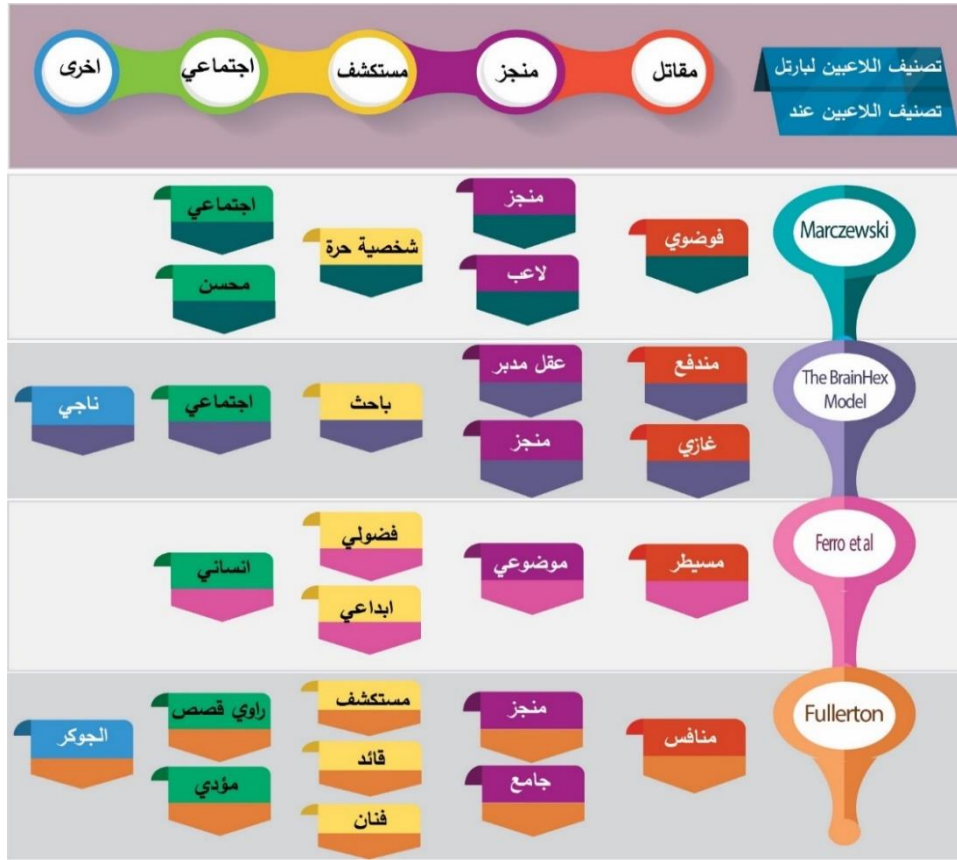 تصنيف اللاعبين لبارتل
تصنيف اللاعبين عند
مقاتل
منجز
مستكشف
اجتماعي
اخرى
Marczewski
فوضوي
منجز
لاعب
شخصية حرة
اجتماعي
محسن
The BrainHex
Model
مندفع
غازي
عقل مدبر
منجز
باحث
اجتماعي
ناجي
Ferro et al
مسيطر
موضوعي
فضولي
ابداعي
انساني
Fullerton
منافس
منجز
جامع
مستكشف
قائد
فنان
راوي قصص
مؤدي
الجوكر